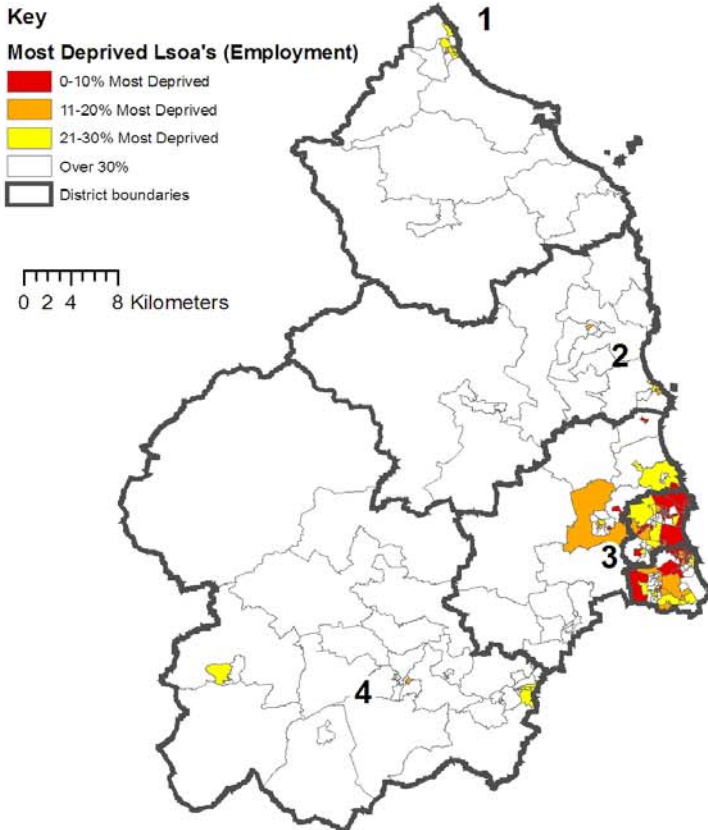 Key
Most Deprived Lsoa's (Employment)
0-10% Most Deprived
11-20% Most Deprived
21-30% Most Deprived
Over 30%
District boundaries
0 2 4 8 Kilometers
1
2
3
4